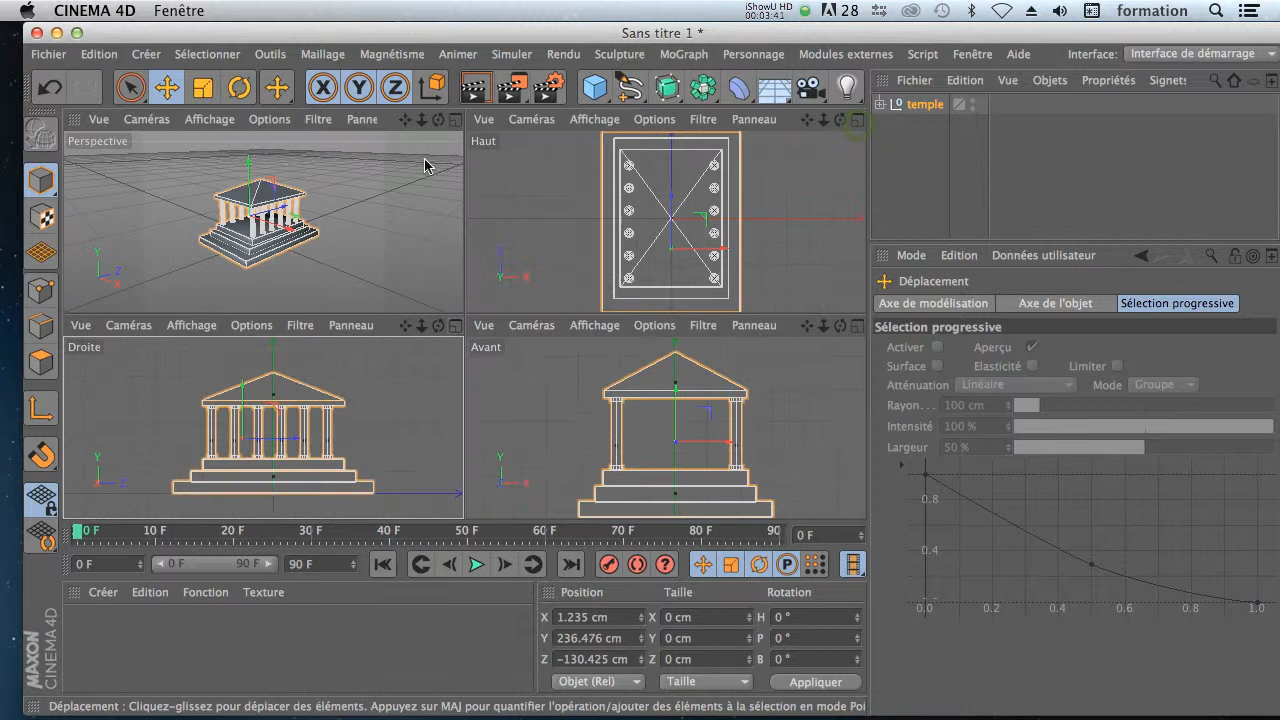 CINEMA 4D Fenêtre iShowU HD 00:03:41 28 formation
Sans titre 1 *
Fichier Edition Créer Sélectionner Outils Maillage Magnétisme Animer Simuler Rendu Sculpture MoGraph Personnage Modules externes Script Fenêtre Aide Interface: Interface de démarrage
X Y Z Fichier Edition Vue Objets Propriétés Signets
temple
Vue Caméras Affichage Options Filtre Panne Vue Caméras Affichage Options Filtre Panneau
Perspective Haut
Y Z X
Z Y X
Mode Edition Données utilisateur
Déplacement
Axe de modélisation Axe de l'objet Sélection progressive
Sélection progressive
Vue Caméras Affichage Options Filtre Panneau Vue Caméras Affichage Options Filtre Panneau
Droite Avant
Y X Z
Y Z X
Activer Aperçu
Surface Elasticité Limiter
Atténuation Linéaire Mode Groupe
Rayon... 100 cm
Intensité 100 %
Largeur 50 %
0.8
0.4
0.0 0.2 0.4 0.6 0.8 1.0
0 F 10 F 20 F 30 F 40 F 50 F 60 F 70 F 80 F 90 0 F
0 F 0 F 90 F 90 F P
Créer Edition Fonction Texture
Position Taille Rotation
X 1.235 cm X 0 cm H 0 °
Y 236.476 cm Y 0 cm P 0 °
Z -130.425 cm Z 0 cm B 0 °
Objet (Rel) Taille Appliquer
MAXON CINEMA 4D
Déplacement : Cliquez-glissez pour déplacer des éléments. Appuyez sur MAJ pour quantifier l'opération/ajouter des éléments à la sélection en mode Poi